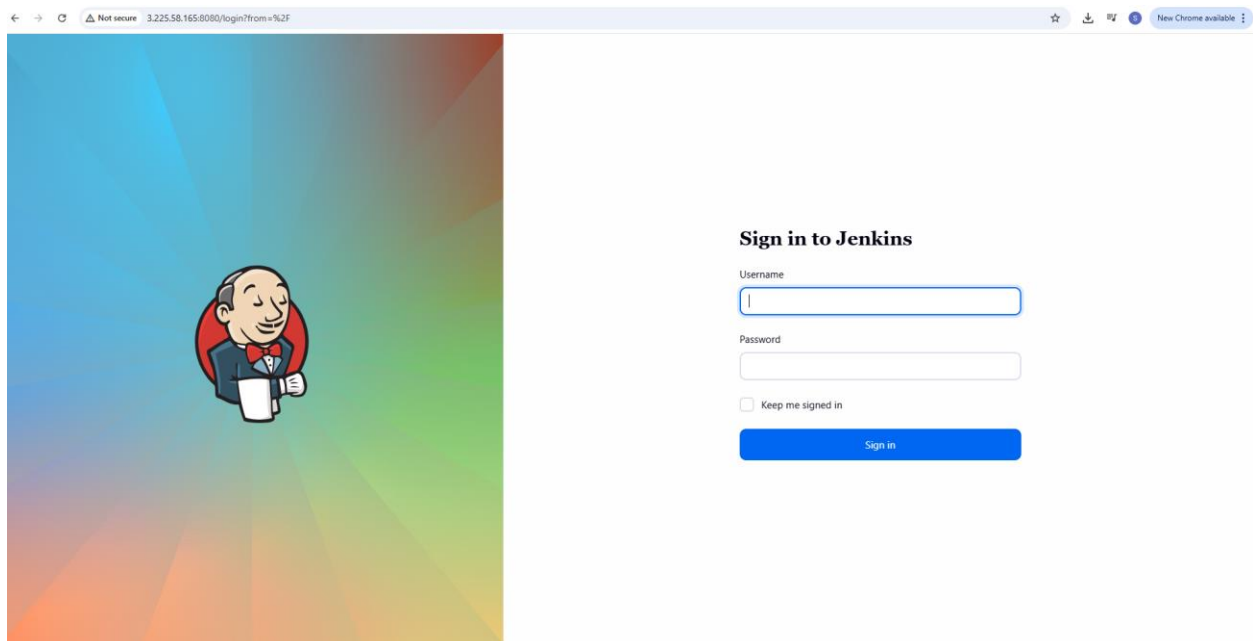 Not secure 3.225.58.165:8080/login?from=%2F
S
New Chrome available
Sign in to Jenkins
Username
Password
Keep me signed in
Sign in